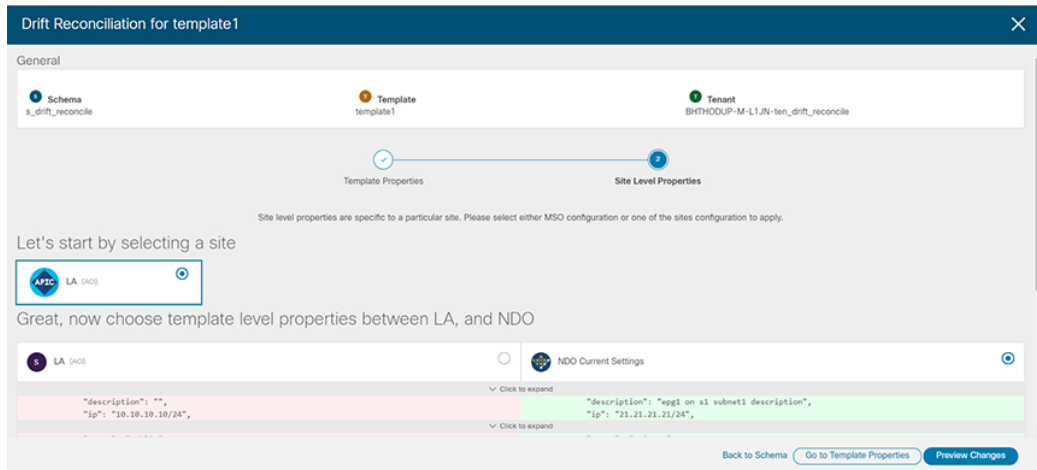 Drift Reconciliation for template1
General
S Schema
s_drift_reconcile
T Template
template1
T Tenant
BHTHODUP-M-L1JN-ten_drift_reconcile
2
Template Properties
Site Level Properties
Site level properties are specific to a particular site. Please select either MSO configuration or one of the sites configuration to apply.
Let's start by selecting a site
APIC LA (ACI)
Great, now choose template level properties between LA, and NDO
S LA (ACI)
NDO Current Settings
Click to expand
"description": "",
"ip": "10.10.10.10/24",
"description": "epg1 on s1 subnet1 description",
"ip": "21.21.21.21/24",
Click to expand
Back to Schema
Go to Template Properties
Preview Changes